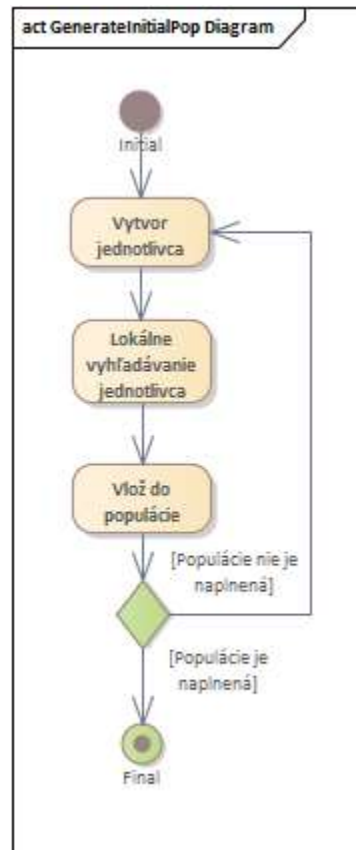 act GenerateInitialPop Diagram
Initial
Vytvor
jednotlivca
Lokálne
vyhľadávanie
jednotlivca
Vlož do
populácie
[Populácie nie je
naplnená]
[Populácie je
naplnená]
Final